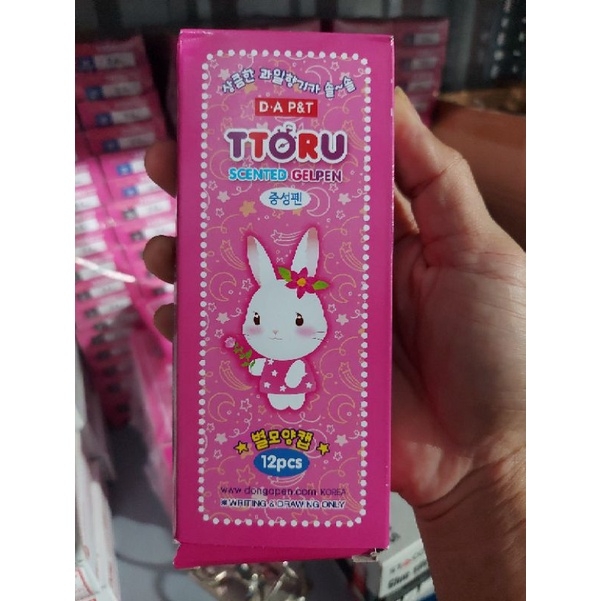 상큼한 과일향기가 솔~솔
D·A P&T
TTORU
SCENTED GELPEN
중성펜
별모양캡
12pcs
www.dongapen.com KOREA
※WRITING & DRAWING ONLY